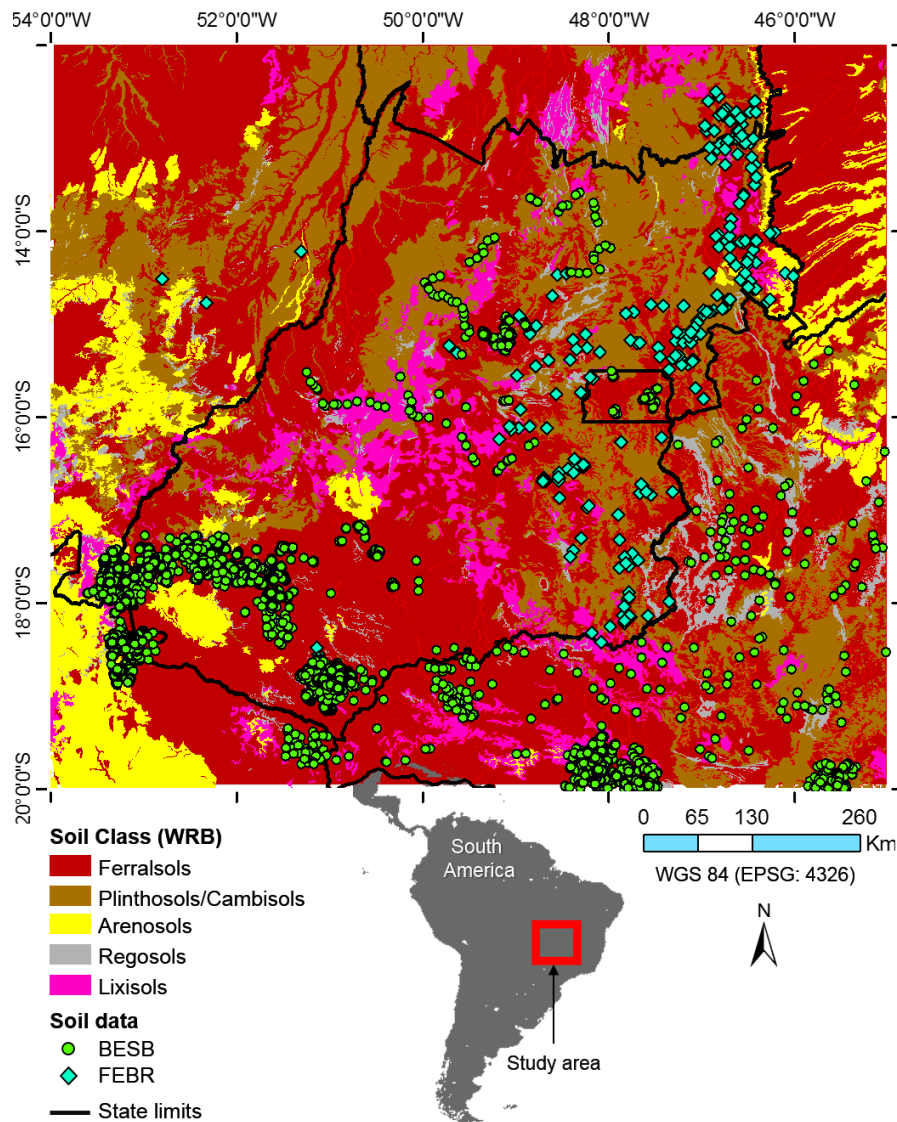 54°0'0"W 52°0'0"W 50°0'0"W 48°0'0"W 46°0'0"W
14°0'0"S
16°0'0"S
18°0'0"S
20°0'0"S
Soil Class (WRB)
Ferralsols
Plinthosols/Cambisols
Arenosols
Regosols
Lixisols
Soil data
BESB
FEBR
State limits
South
America
Study area
0 65 130 260
Km
WGS 84 (EPSG: 4326)
N